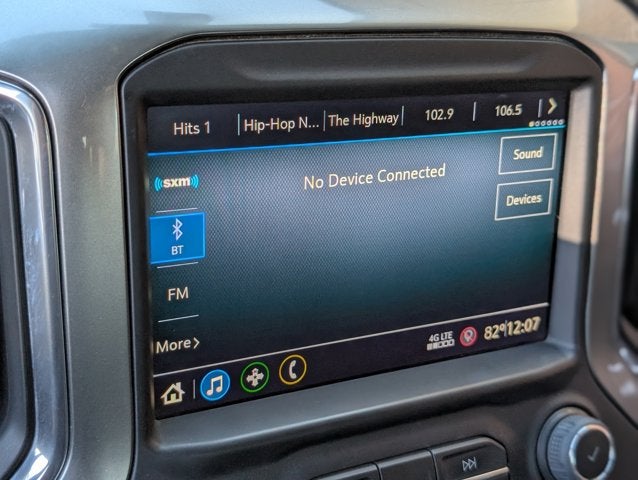 Hits 1 Hip-Hop N... The Highway 102.9 106.5
((sxm))
No Device Connected
Sound
BT
Devices
FM
More>
4G LTE
82° 12:07